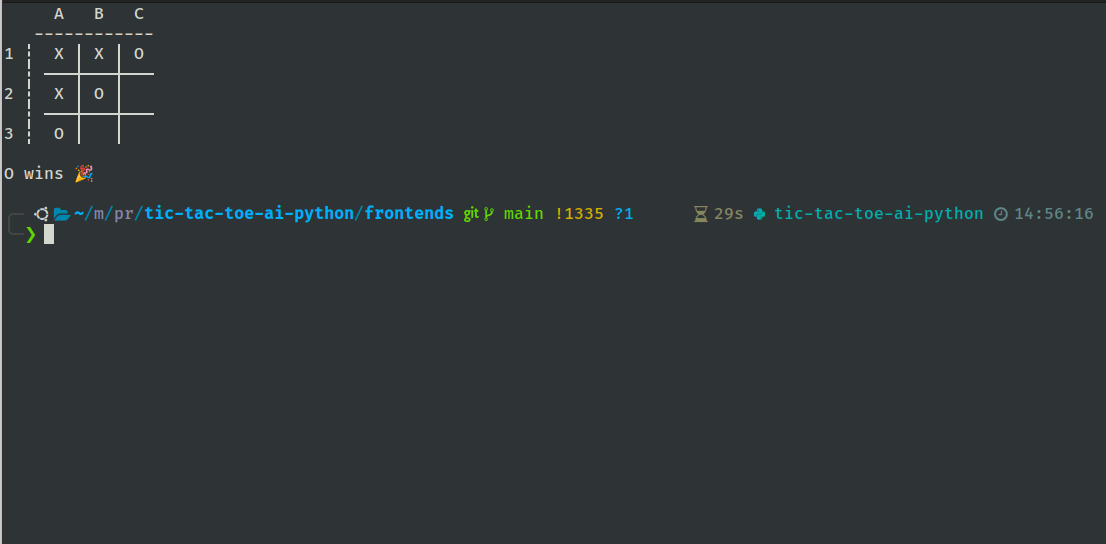 A B C
1 X X O
2 X O
3 O
O wins 🎉
~/m/pr/tic-tac-toe-ai-python/frontends git main !1335 ?1 29s tic-tac-toe-ai-python 14:56:16
❯